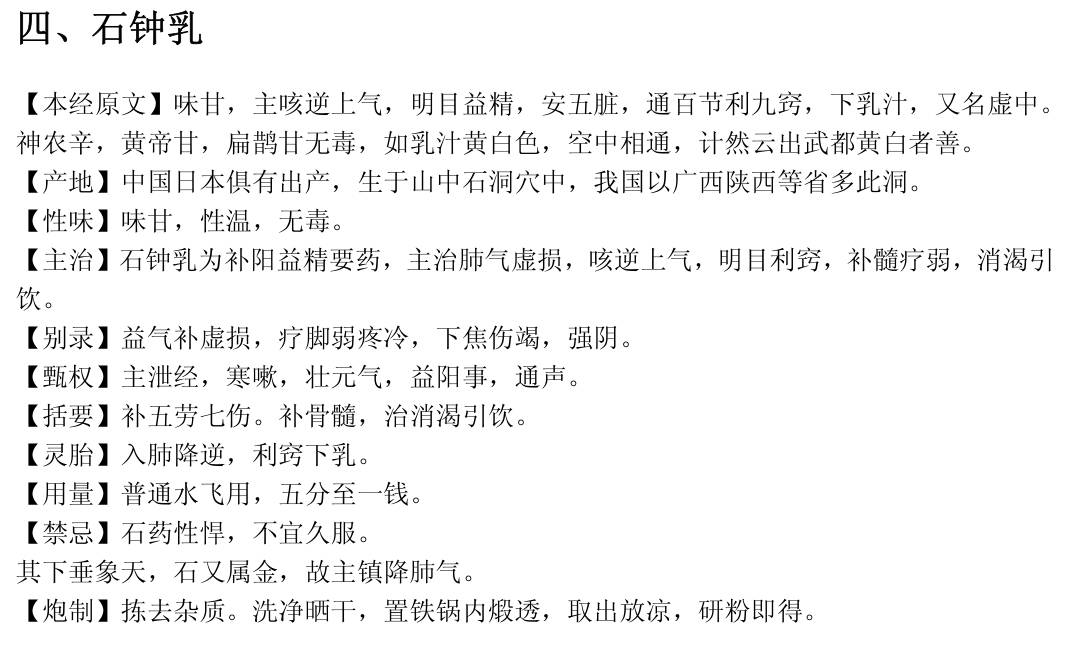 四、石钟乳
【本经原文】味甘，主咳逆上气，明目益精，安五脏，通百节利九窍，下乳汁，又名虚中。
神农辛，黄帝甘，扁鹊甘无毒，如乳汁黄白色，空中相通，计然云出武都黄白者善。
【产地】中国日本俱有出产，生于山中石洞穴中，我国以广西陕西等省多此洞。
【性味】味甘，性温，无毒。
【主治】石钟乳为补阳益精要药，主治肺气虚损，咳逆上气，明目利窍，补髓疗弱，消渴引
饮。
【别录】益气补虚损，疗脚弱疼冷，下焦伤竭，强阴。
【甄权】主泄经，寒嗽，壮元气，益阳事，通声。
【括要】补五劳七伤。补骨髓，治消渴引饮。
【灵胎】入肺降逆，利窍下乳。
【用量】普通水飞用，五分至一钱。
【禁忌】石药性悍，不宜久服。
其下垂象天，石又属金，故主镇降肺气。
【炮制】拣去杂质。洗净晒干，置铁锅内煅透，取出放凉，研粉即得。